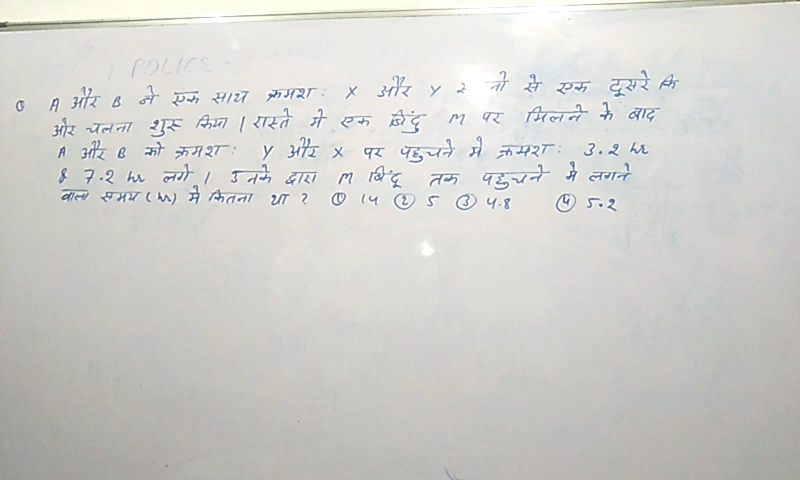 POLICE
Q A और B ने एक साथ क्रमश: X और Y स्टे नो से एक दूसरे कि
ओर चलना शुरू किया । रास्ते मे एक बिंदु M पर मिलने के बाद
A और B को क्रमश: Y और X पर पहुचने मे क्रमश: 3.2 hr
& 7.2 hr लगे । उनके द्वारा M बिंदू तक पहुचने मे लगने
वाला समय (hr) मे कितना था ? ① 14 ② 5 ③ 4.8 ④ 5.2